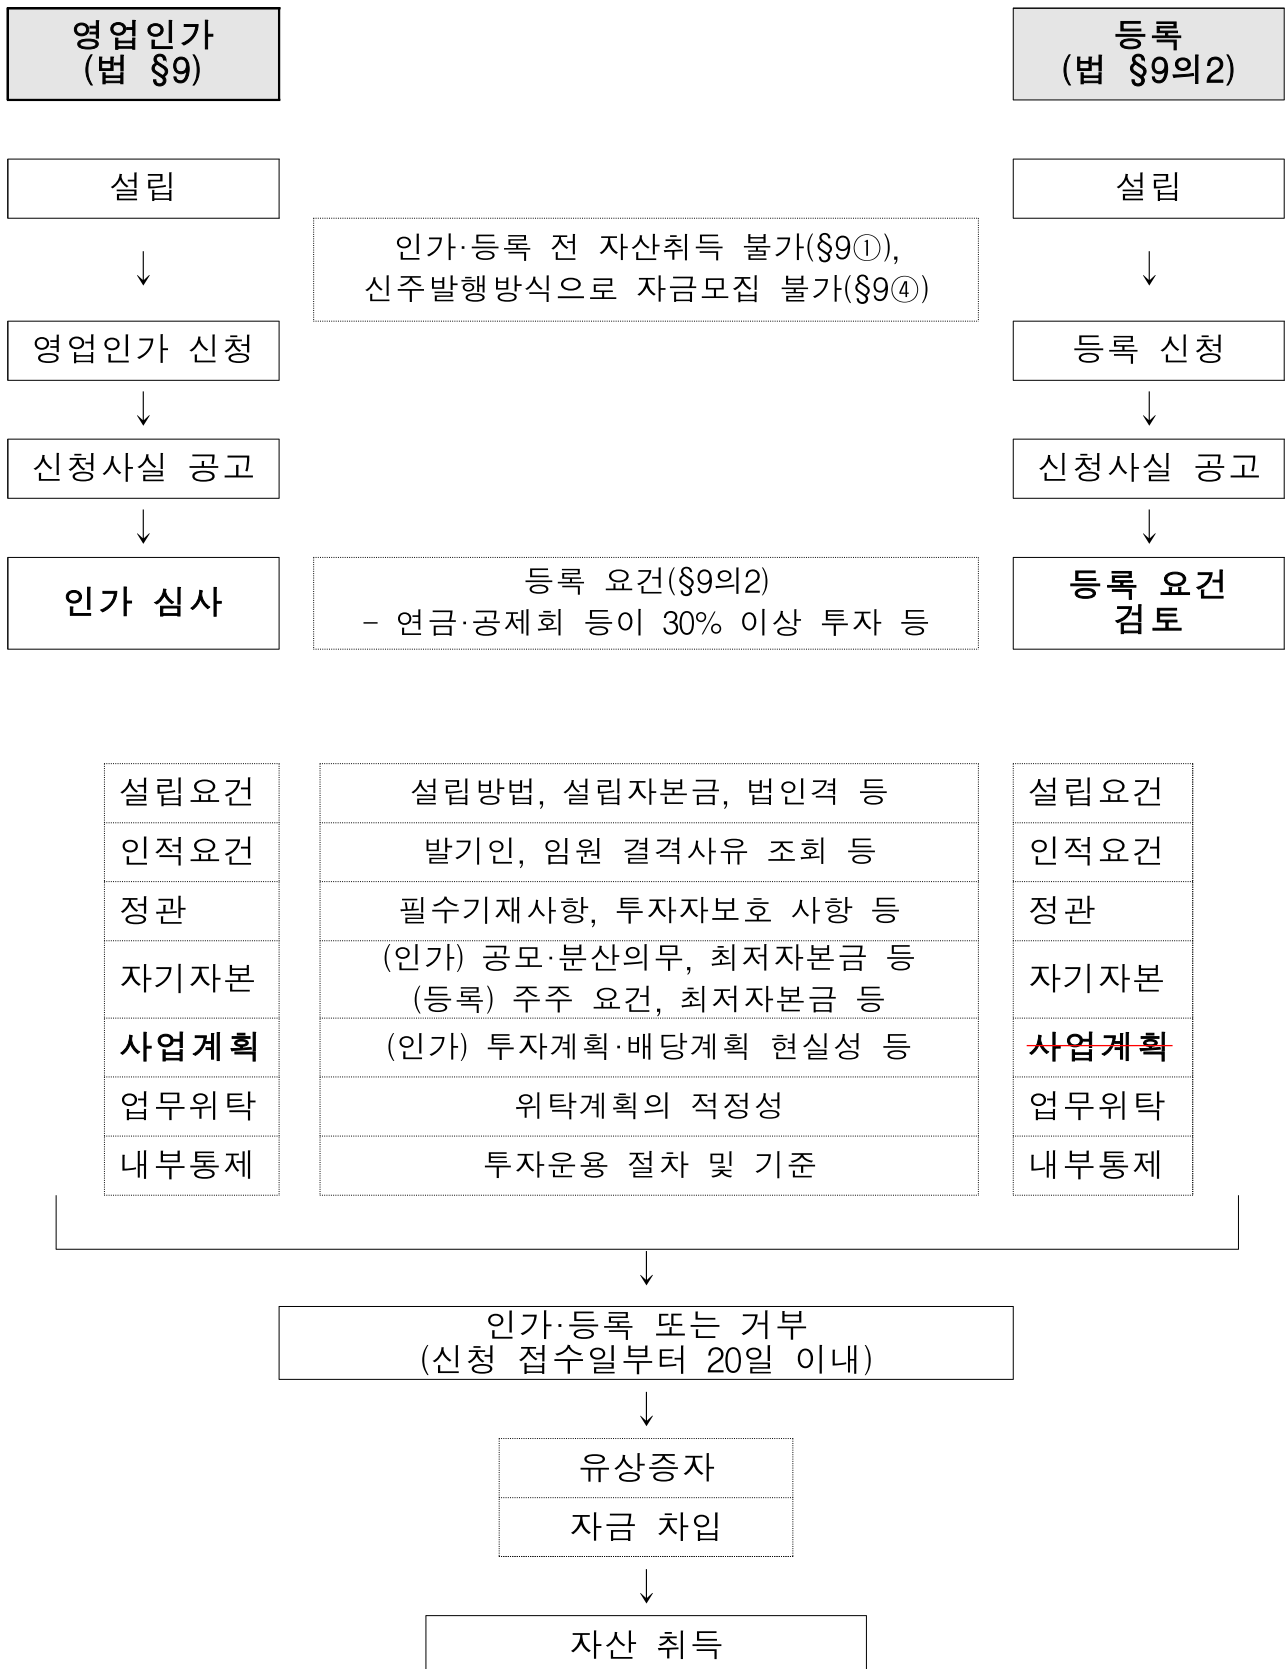 영업인가
(법 §9)
등록
(법 §9의2)
설립
설립
↓
인가·등록 전 자산취득 불가(§9①),
신주발행방식으로 자금모집 불가(§9④)
↓
영업인가 신청
등록 신청
↓
↓
신청사실 공고
신청사실 공고
↓
↓
인가 심사
등록 요건(§9의2)
- 연금·공제회 등이 30% 이상 투자 등
등록 요건
검토
설립요건
설립방법, 설립자본금, 법인격 등
설립요건
인적요건
발기인, 임원 결격사유 조회 등
인적요건
정관
필수기재사항, 투자자보호 사항 등
정관
자기자본
(인가) 공모·분산의무, 최저자본금 등
(등록) 주주 요건, 최저자본금 등
자기자본
사업계획
(인가) 투자계획·배당계획 현실성 등
사업계획
업무위탁
위탁계획의 적정성
업무위탁
내부통제
투자운용 절차 및 기준
내부통제
↓
인가·등록 또는 거부
(신청 접수일부터 20일 이내)
↓
유상증자
자금 차입
↓
자산 취득